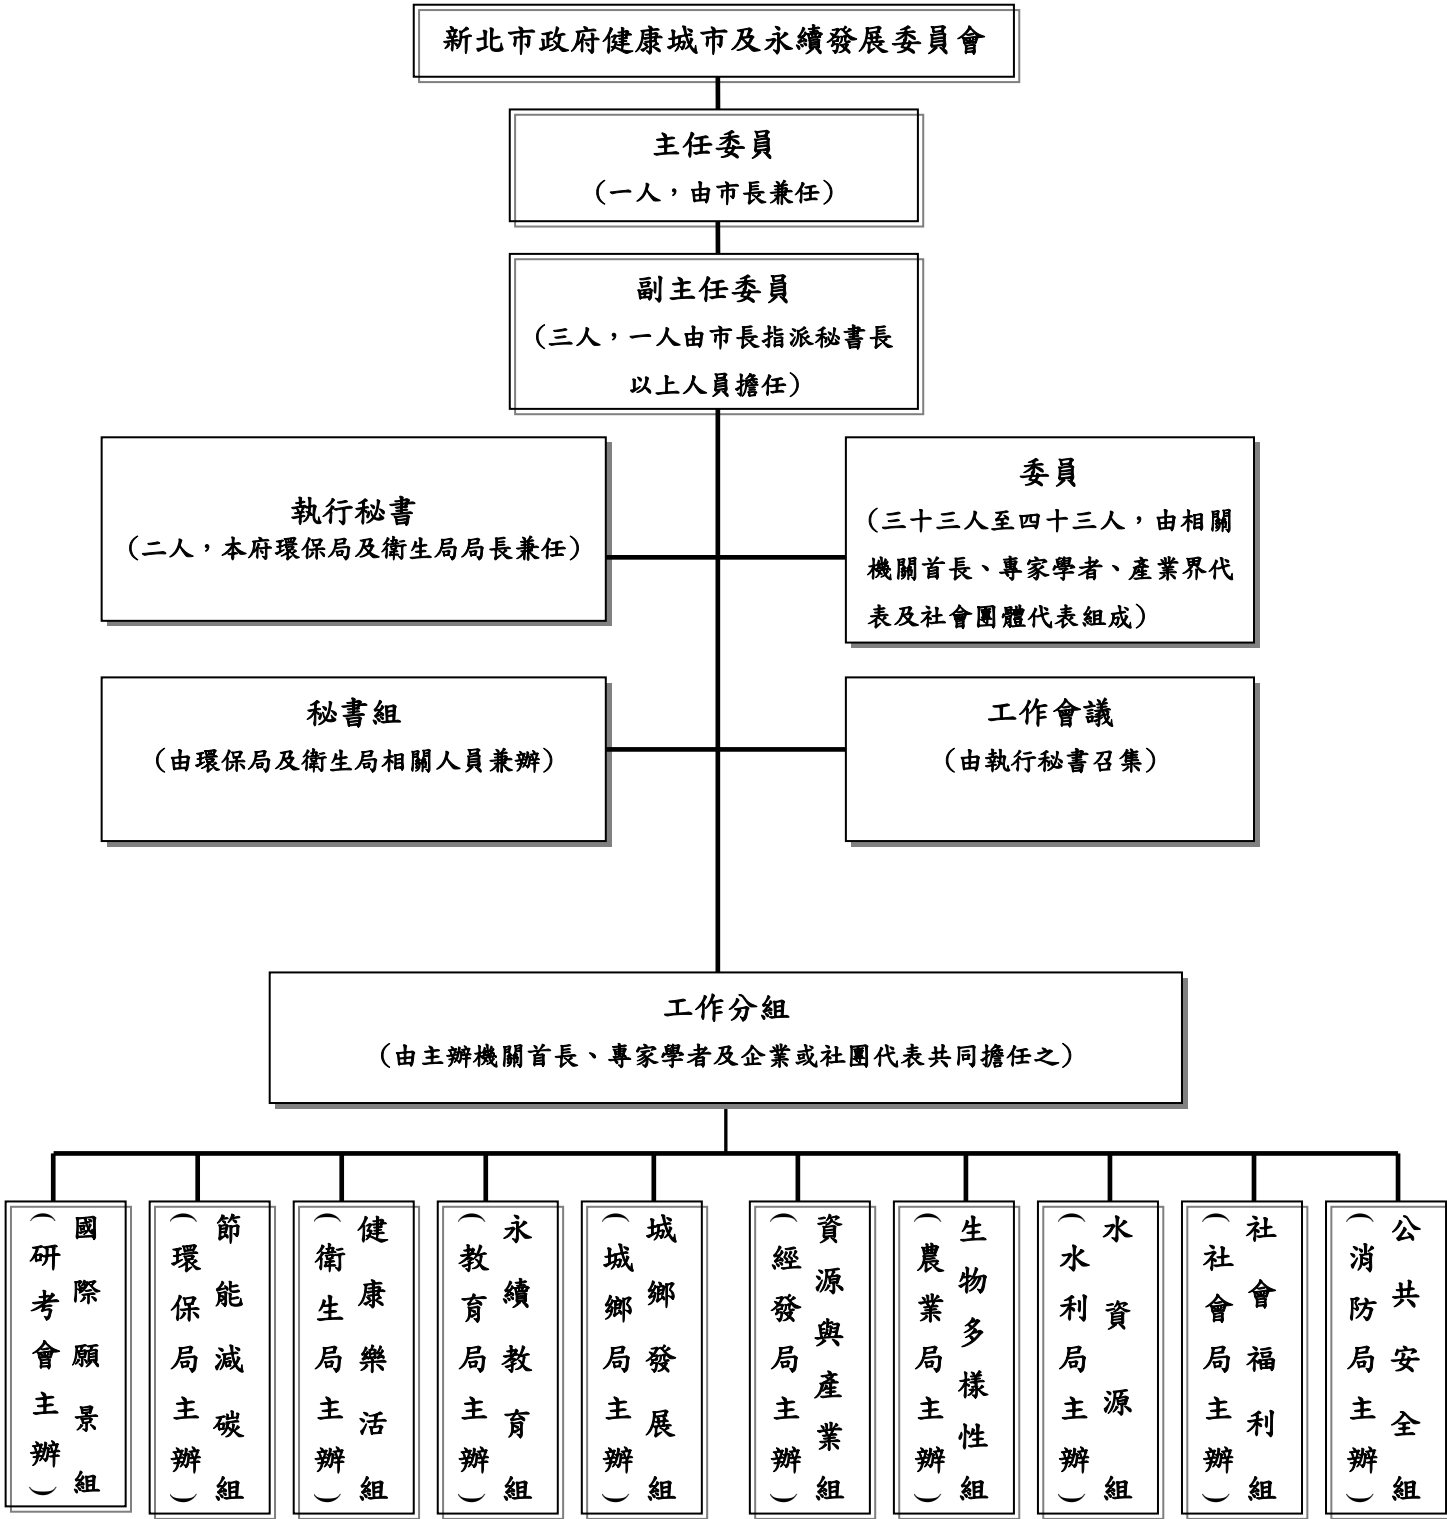 新北市政府健康城市及永續發展委員會
主任委員
（一人，由市長兼任）
副主任委員
（三人，一人由市長指派秘書長
以上人員擔任）
執行秘書
（二人，本府環保局及衛生局局長兼任）
委員
（三十三人至四十三人，由相關
機關首長、專家學者、產業界代
表及社會團體代表組成）
秘書組
（由環保局及衛生局相關人員兼辦）
工作會議
（由執行秘書召集）
工作分組
（由主辦機關首長、專家學者及企業或社團代表共同擔任之）
國際願景組
（研考會主辦）
節能減碳組
（環保局主辦）
健康樂活組
（衛生局主辦）
永續教育組
（教育局主辦）
城鄉發展組
（城鄉局主辦）
資源與產業組
（經發局主辦）
生物多樣性組
（農業局主辦）
水資源組
（水利局主辦）
社會福利組
（社會局主辦）
公共安全組
（消防局主辦）